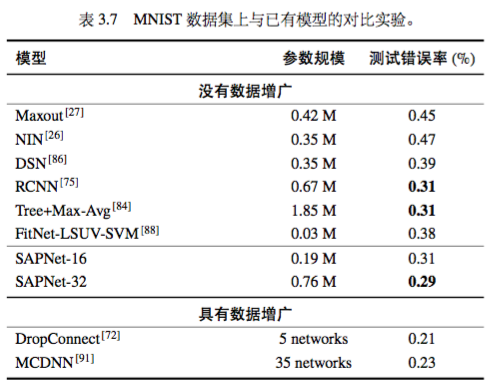 表 3.7 MNIST 数据集上与已有模型的对比实验。
模型 参数规模 测试错误率 (%)
没有数据增广
Maxout[27] 0.42 M 0.45
NIN[26] 0.35 M 0.47
DSN[86] 0.35 M 0.39
RCNN[75] 0.67 M 0.31
Tree+Max-Avg[84] 1.85 M 0.31
FitNet-LSUV-SVM[88] 0.03 M 0.38
SAPNet-16 0.19 M 0.31
SAPNet-32 0.76 M 0.29
具有数据增广
DropConnect[72] 5 networks 0.21
MCDNN[91] 35 networks 0.23